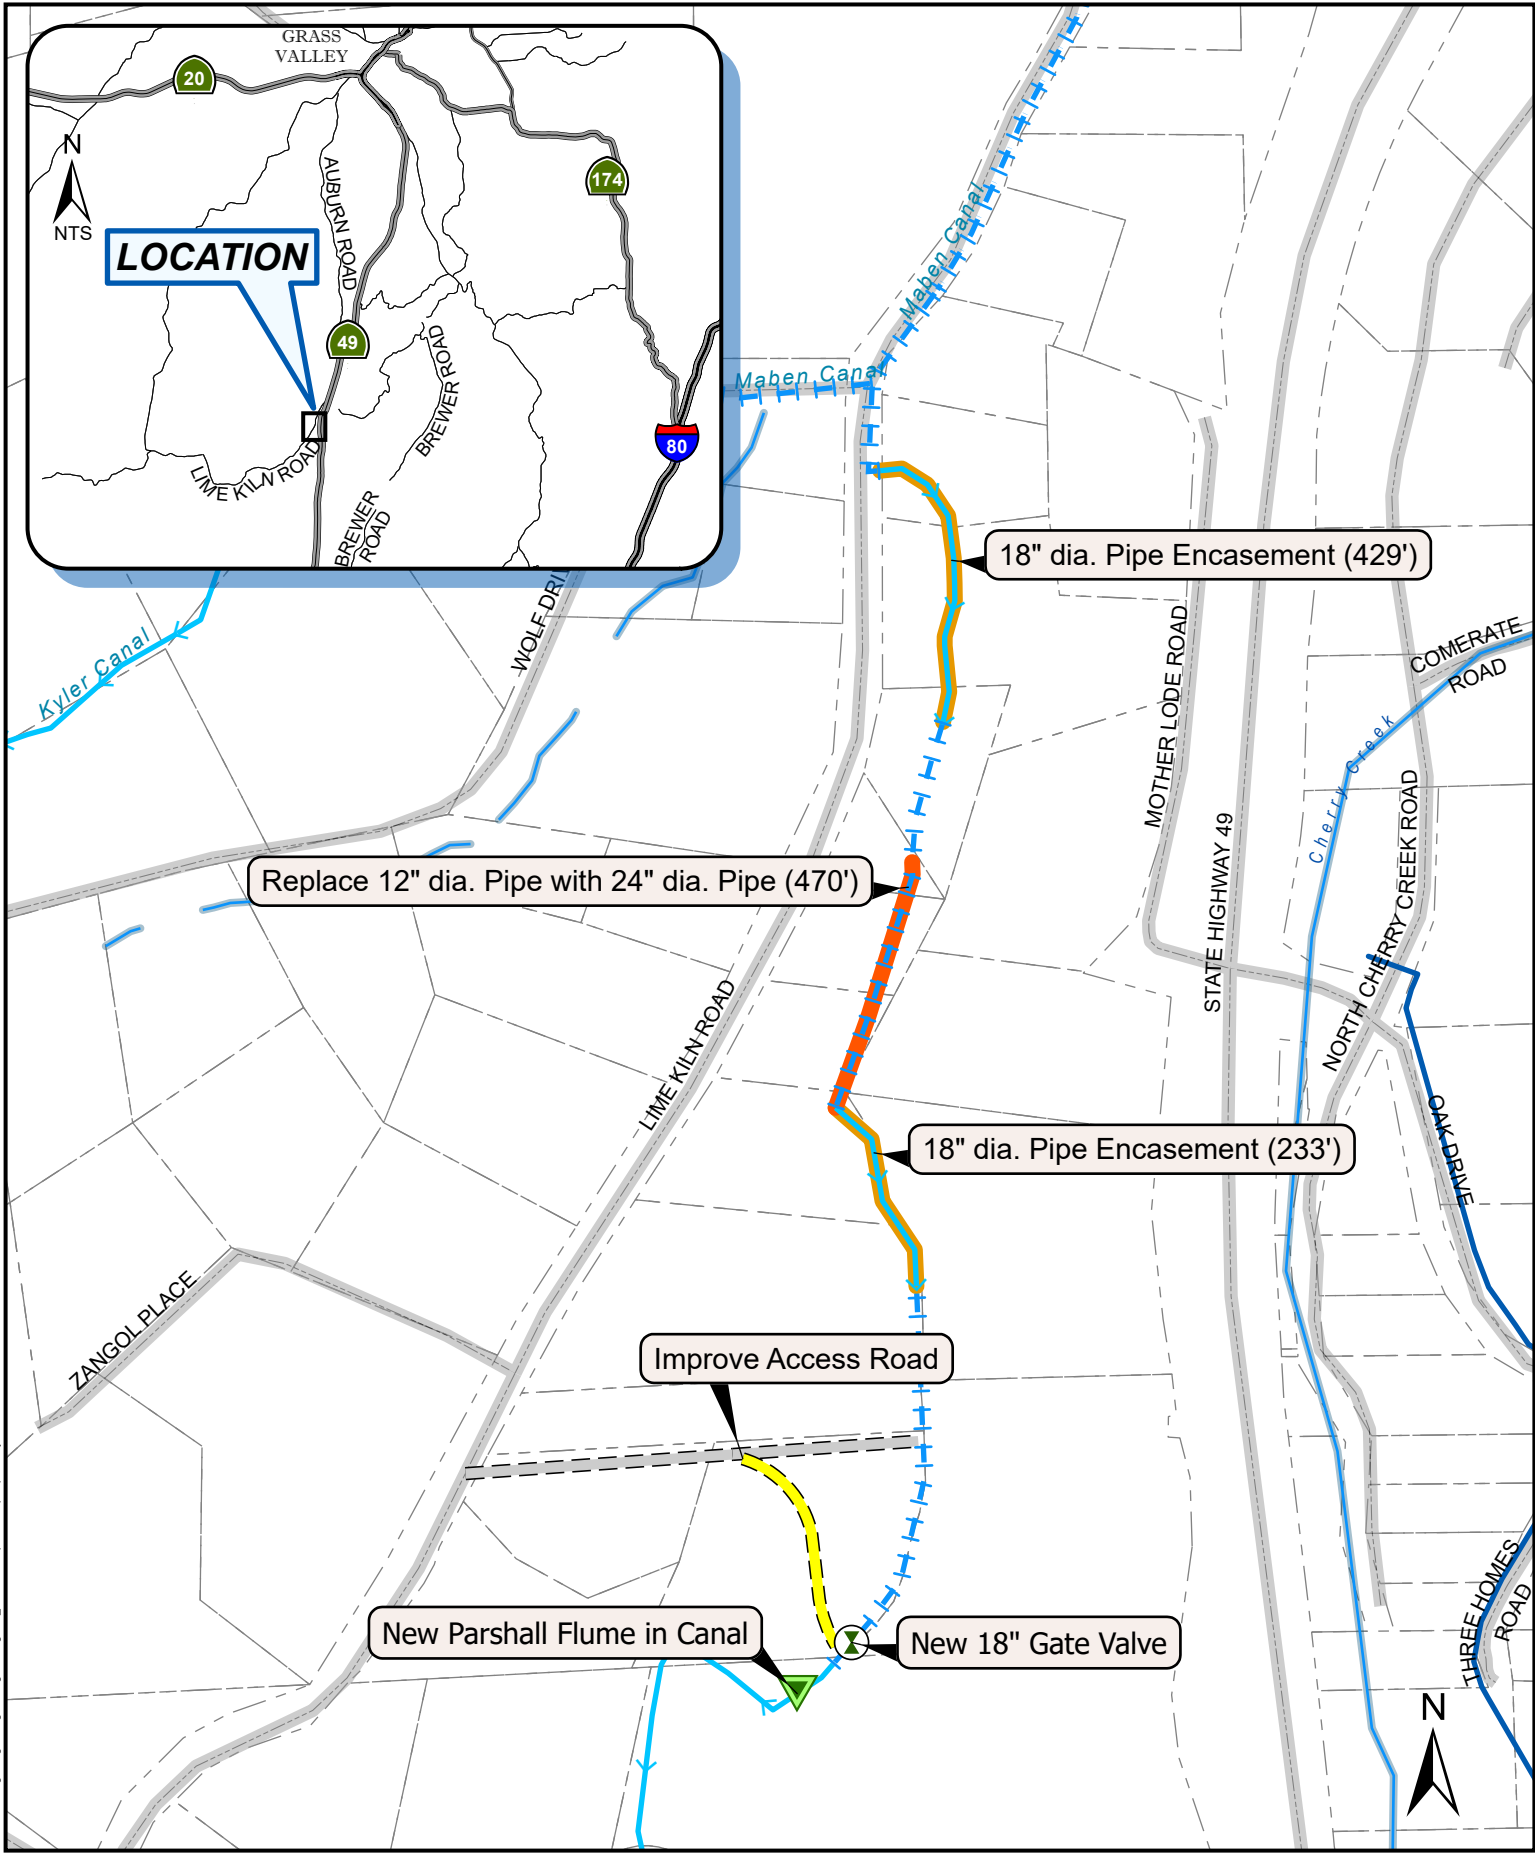 GRASS
VALLEY
20
N
NTS
174
AUBURN ROAD
LOCATION
49
BREWER ROAD
LIME KILN ROAD
80
BREWER
ROAD
Maben Canal
Maben Canal
18" dia. Pipe Encasement (429')
WOLF DRI
Kyler Canal
MOTHER LODE ROAD
COMERATE
ROAD
Cherry Creek
Replace 12" dia. Pipe with 24" dia. Pipe (470')
STATE HIGHWAY 49
NORTH CHERRY CREEK ROAD
LIME KILN ROAD
18" dia. Pipe Encasement (233')
OAK DRIVE
ZANGOL PLACE
Improve Access Road
New Parshall Flume in Canal
New 18" Gate Valve
THREE HOMES
ROAD
N